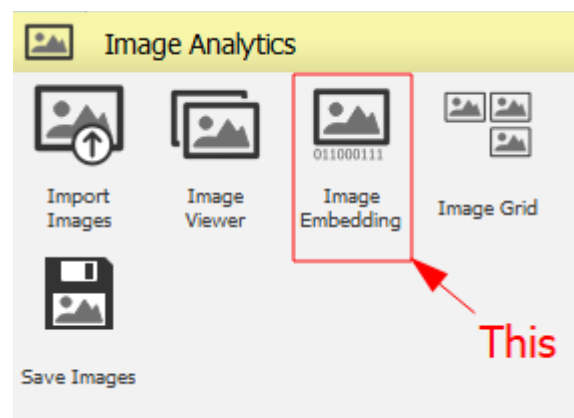 Image Analytics
011000111
Import
Images
Image
Viewer
Image
Embedding
Image Grid
Save Images
This